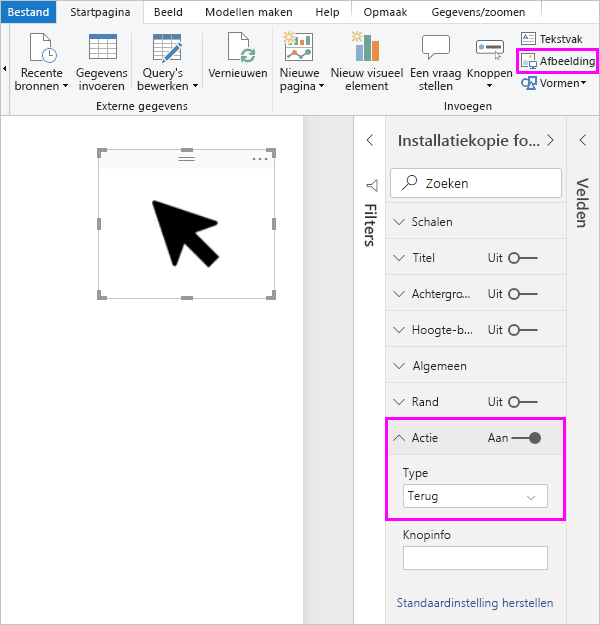 Bestand Startpagina Beeld Modellen maken Help Opmaak Gegevens/zoomen
Recente bronnen
Gegevens invoeren
Query's bewerken
Vernieuwen
Nieuwe pagina
Nieuw visueel element
Een vraag stellen
Knoppen
Tekstvak
Afbeelding
Vormen
Externe gegevens
Invoegen
Filters
Installatiekopie fo...
Zoeken
Schalen
Titel Uit
Achtergro... Uit
Hoogte-b... Uit
Algemeen
Rand Uit
Actie Aan
Type
Terug
Knopinfo
Standaardinstelling herstellen
Velden